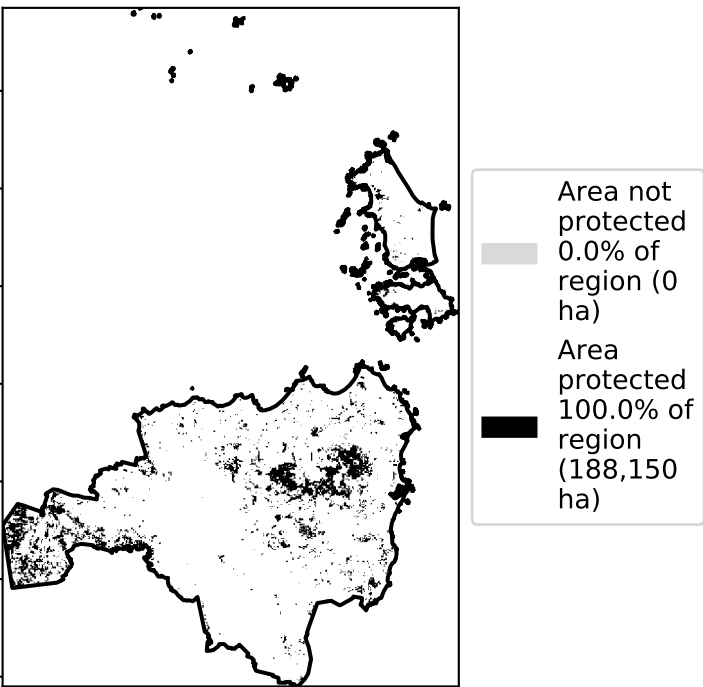 Area not
protected
0.0% of
region (0
ha)
Area
protected
100.0% of
region
(188,150
ha)